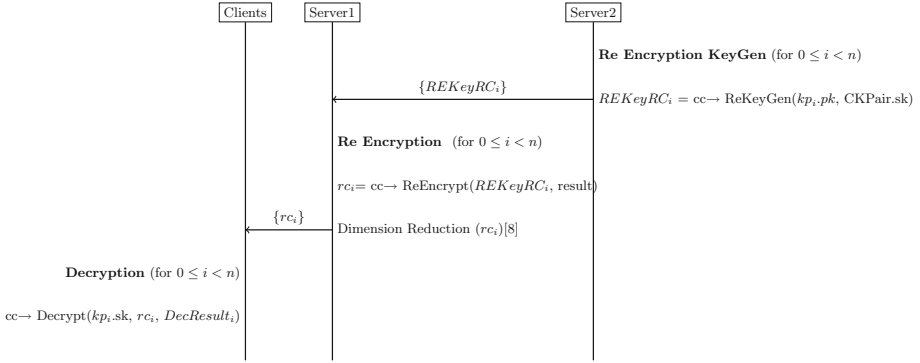 Clients Server1 Server2
Re Encryption KeyGen (for 0 ≤ i < n)
{REKeyRC_i}
REKeyRC_i = cc→ ReKeyGen(kp_i.pk, CKPair.sk)
Re Encryption (for 0 ≤ i < n)
rc_i= cc→ ReEncrypt(REKeyRC_i, result)
{rc_i}
Dimension Reduction (rc_i)[8]
Decryption (for 0 ≤ i < n)
cc→ Decrypt(kp_i.sk, rc_i, DecResult_i)